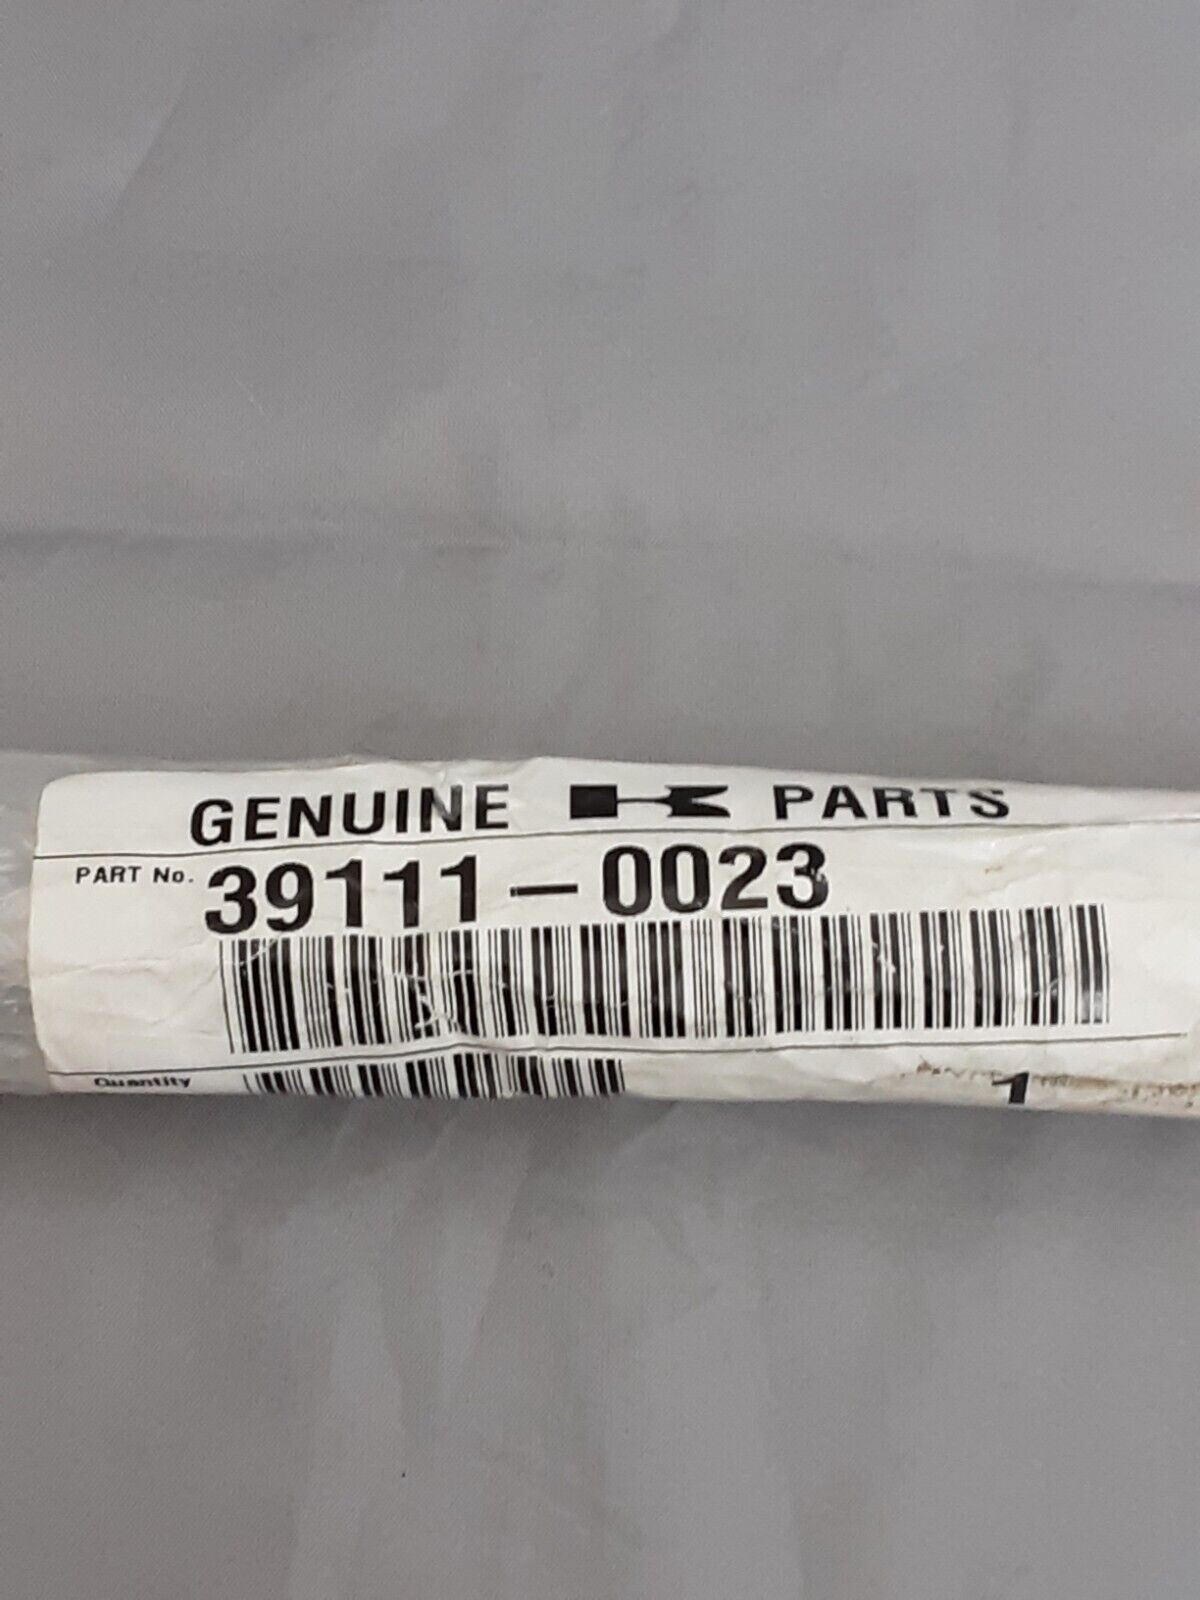 GENUINE K PARTS
PART No. 39111-0023
Quantity 1